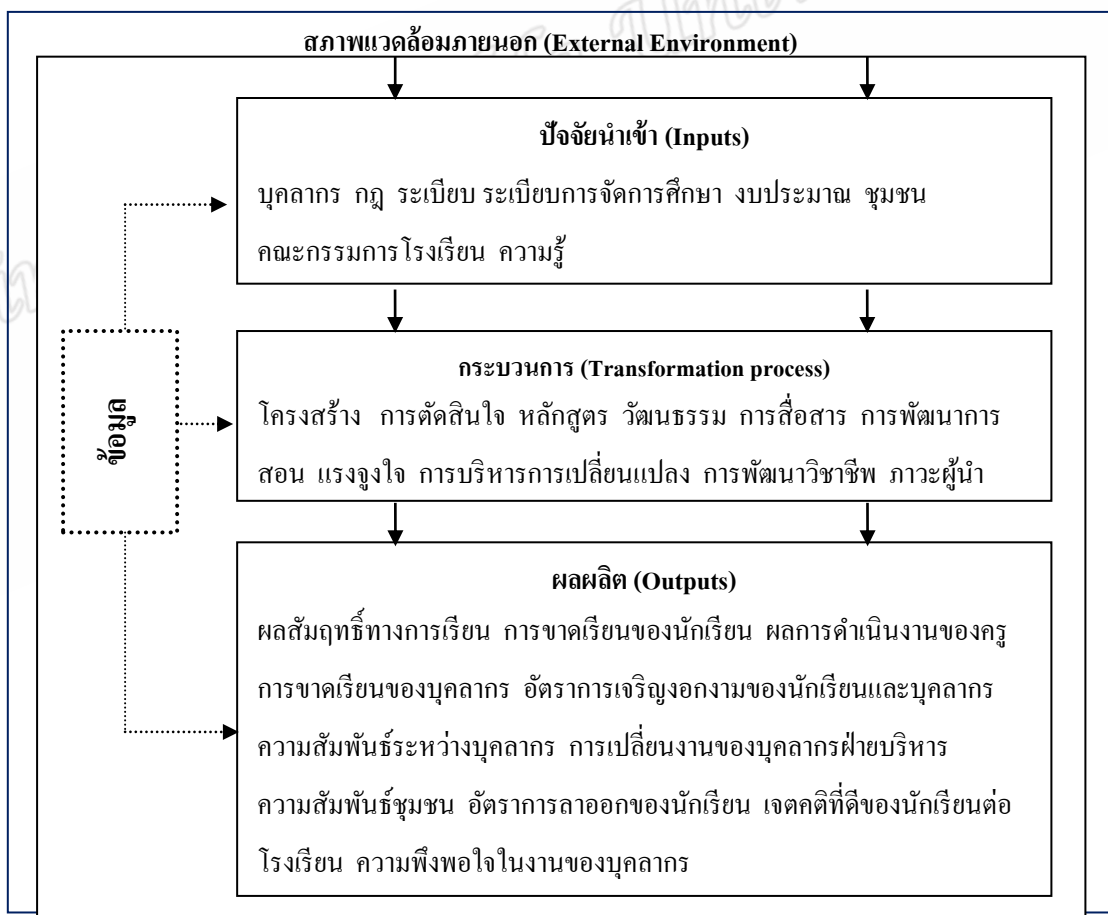 สภาพแวดล้อมภายนอก (External Environment)
ปัจจัยนำเข้า (Inputs)
บุคลากร กฎ ระเบียบ ระเบียบการจัดการศึกษา งบประมาณ ชุมชน
คณะกรรมการโรงเรียน ความรู้
ข้อมูล
กระบวนการ (Transformation process)
โครงสร้าง การตัดสินใจ หลักสูตร วัฒนธรรม การสื่อสาร การพัฒนาการ
สอน แรงจูงใจ การบริหารการเปลี่ยนแปลง การพัฒนาวิชาชีพ ภาวะผู้นำ
ผลผลิต (Outputs)
ผลสัมฤทธิ์ทางการเรียน การขาดเรียนของนักเรียน ผลการดำเนินงานของครู
การขาดเรียนของบุคลากร อัตราการเจริญงอกงามของนักเรียนและบุคลากร
ความสัมพันธ์ระหว่างบุคลากร การเปลี่ยนงานของบุคลากรฝ่ายบริหาร
ความสัมพันธ์ชุมชน อัตราการลาออกของนักเรียน เจตคติที่ดีของนักเรียนต่อ
โรงเรียน ความพึงพอใจในงานของบุคลากร